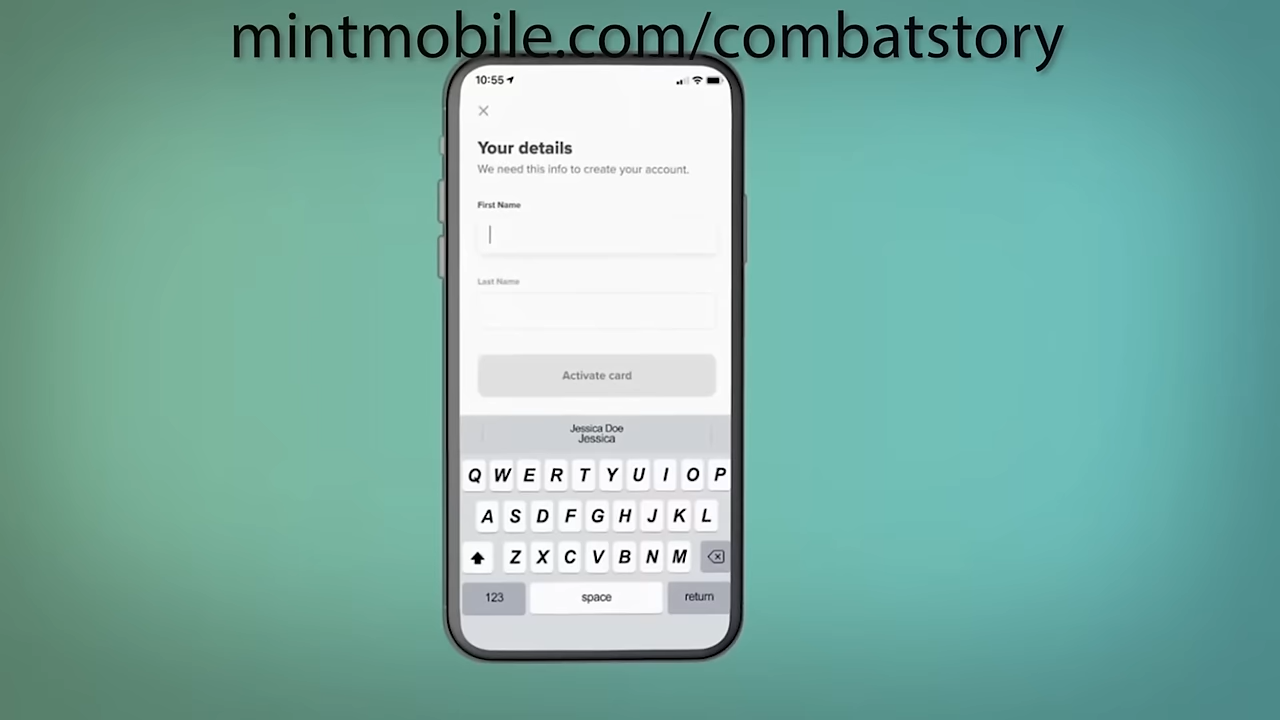 mintmobile.com/combatstory
10:55
Your details
We need this info to create your account.
First Name
Last Name
Activate card
Jessica Doe
Jessica
Q W E R T Y U I O P
A S D F G H J K L
Z X C V B N M
123 space return